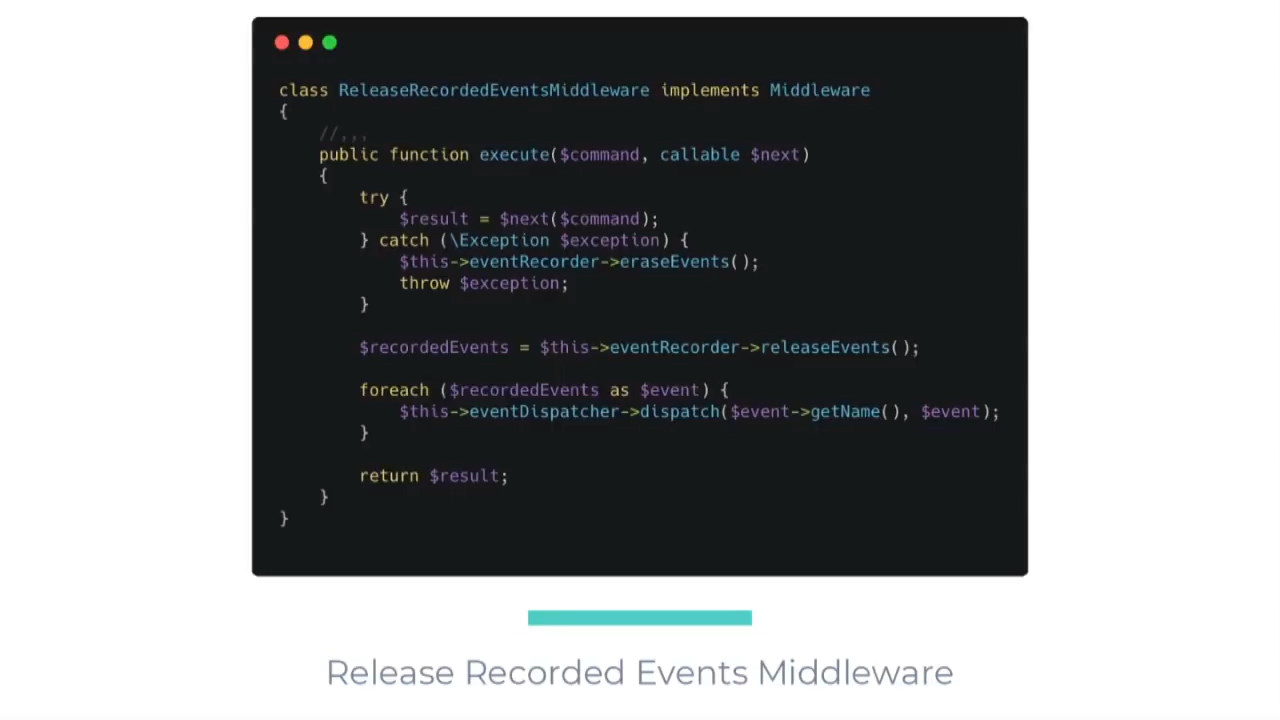 class ReleaseRecordedEventsMiddleware implements Middleware
{
    //...
    public function execute($command, callable $next)
    {
        try {
            $result = $next($command);
        } catch (\Exception $exception) {
            $this->eventRecorder->eraseEvents();
            throw $exception;
        }

        $recordedEvents = $this->eventRecorder->releaseEvents();

        foreach ($recordedEvents as $event) {
            $this->eventDispatcher->dispatch($event->getName(), $event);
        }

        return $result;
    }
}
Release Recorded Events Middleware